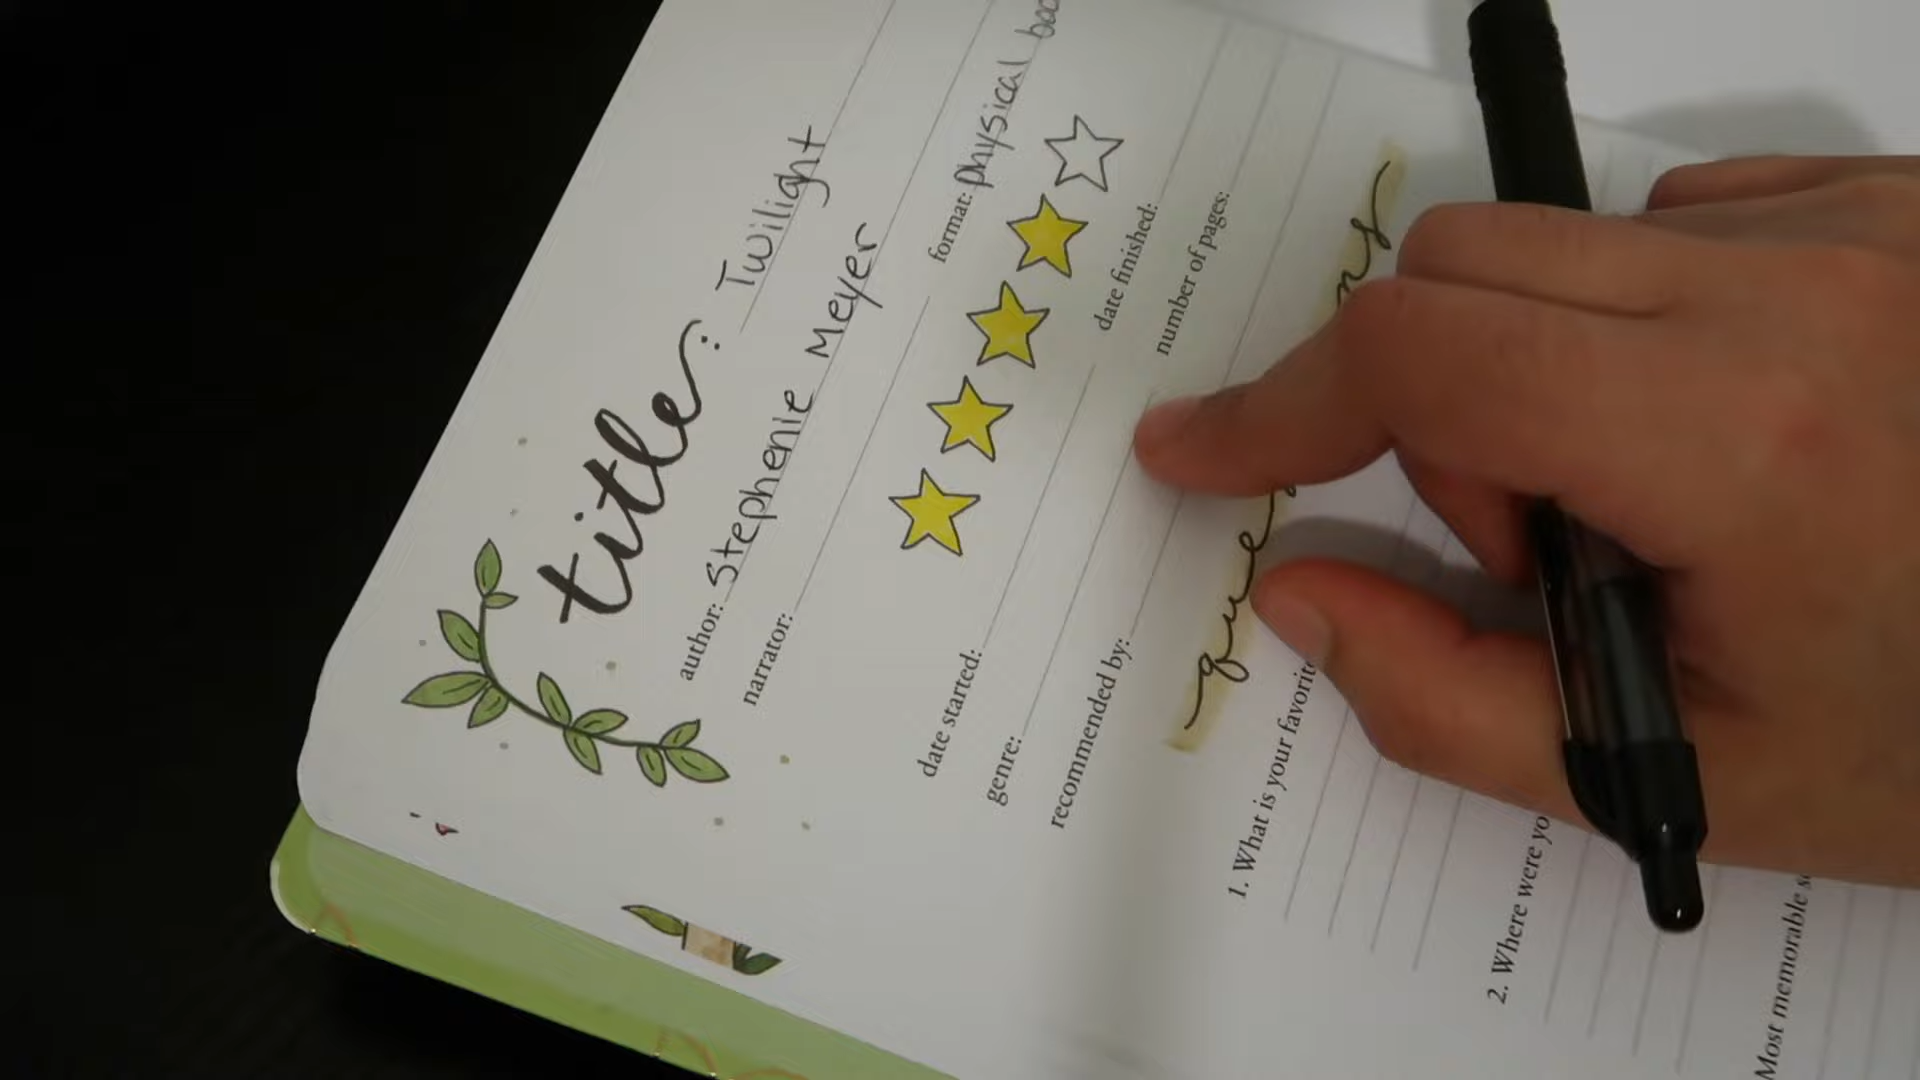 title: Twilight
author: Stephenie Meyer
narrator: format: physical
date started: date finished:
genre: number of pages:
recommended by:
1. What is your favorite
2. Where were
Most memorable